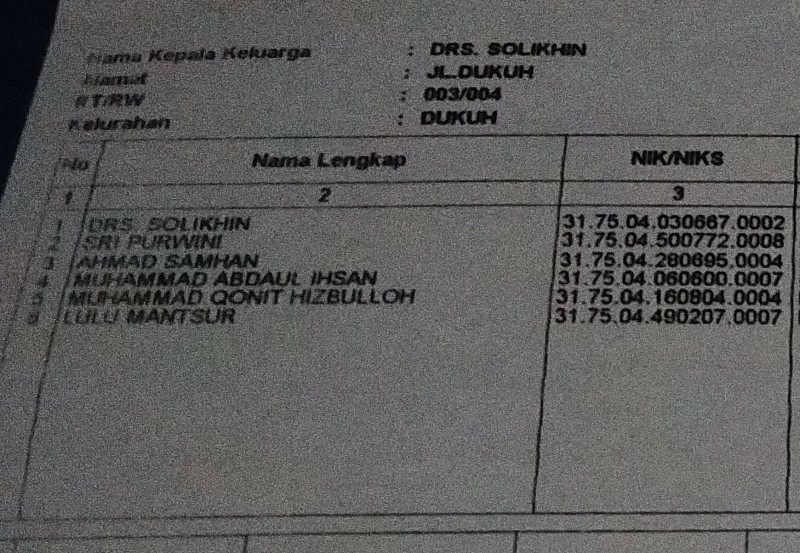 Nama Kepala Keluarga : DRS. SOLIKHIN
Alamat : JL.DUKUH
RT/RW : 003/004
Kelurahan : DUKUH
No Nama Lengkap NIK/NIKS
1 2 3
1 DRS. SOLIKHIN 31.75.04.030667.0002
2 SRI PURWINI 31.75.04.500772.0008
3 AHMAD SAMHAN 31.75.04.280695.0004
4 MUHAMMAD ABDAUL IHSAN 31.75.04.060600.0007
5 MUHAMMAD QONIT HIZBULLOH 31.75.04.160804.0004
6 LULU MANTSUR 31.75.04.490207.0007